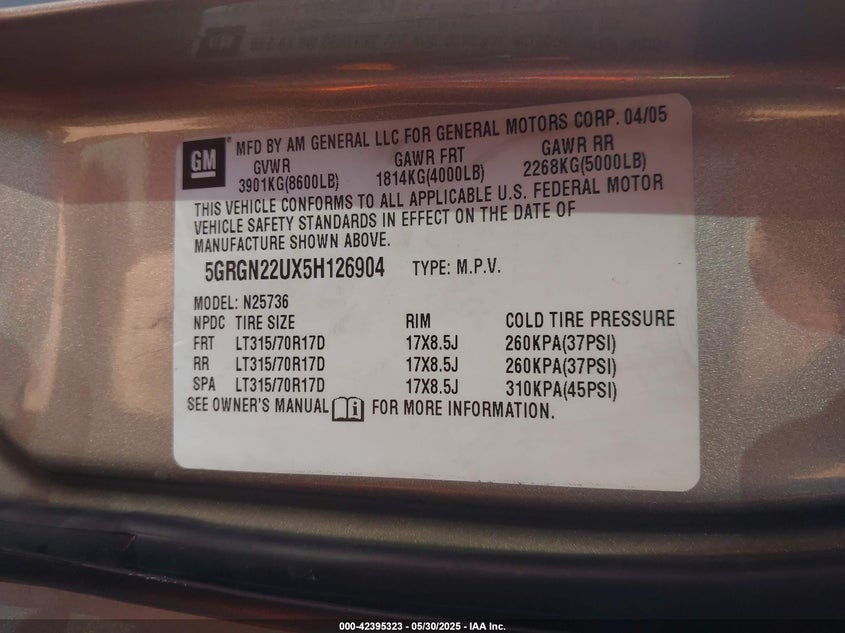 GM
MFD BY AM GENERAL LLC FOR GENERAL MOTORS CORP. 04/05
GVWR GAWR FRT GAWR RR
3901KG(8600LB) 1814KG(4000LB) 2268KG(5000LB)
THIS VEHICLE CONFORMS TO ALL APPLICABLE U.S. FEDERAL MOTOR
VEHICLE SAFETY STANDARDS IN EFFECT ON THE DATE OF
MANUFACTURE SHOWN ABOVE.
5GRGN22UX5H126904 TYPE: M.P.V.
MODEL: N25736
NPDC TIRE SIZE RIM COLD TIRE PRESSURE
FRT LT315/70R17D 17X8.5J 260KPA(37PSI)
RR LT315/70R17D 17X8.5J 260KPA(37PSI)
SPA LT315/70R17D 17X8.5J 310KPA(45PSI)
SEE OWNER'S MANUAL i FOR MORE INFORMATION.
000-42395323 - 05/30/2025 - IAA Inc.